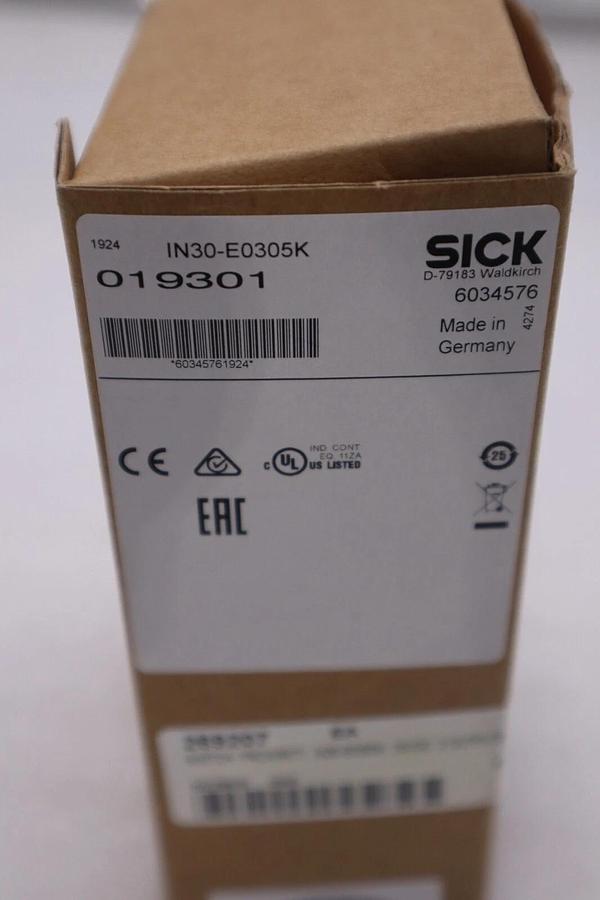 1924 IN30-E0305K
019301
SICK
D-79183 Waldkirch
6034576
Made in
Germany
4274
*60345761924*
CE
c UL US LISTED
IND CONT
EQ 11ZA
25
EAC